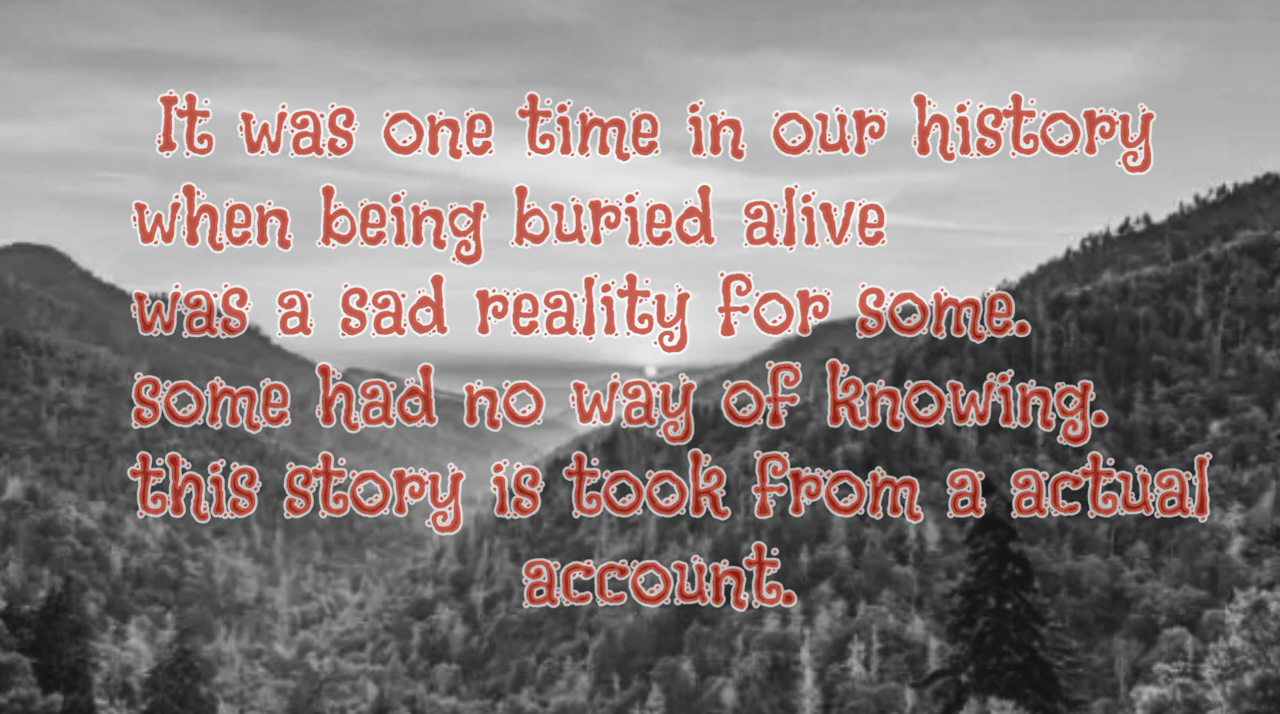 It was one time in our history
when being buried alive
was a sad reality for some.
some had no way of knowing.
this story is took from a actual
account.